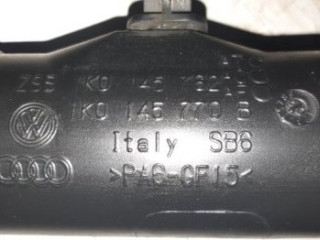 ZSB 1K0 145 762
1K0 145 770 B
Italy SB6
>PA6-GF15<